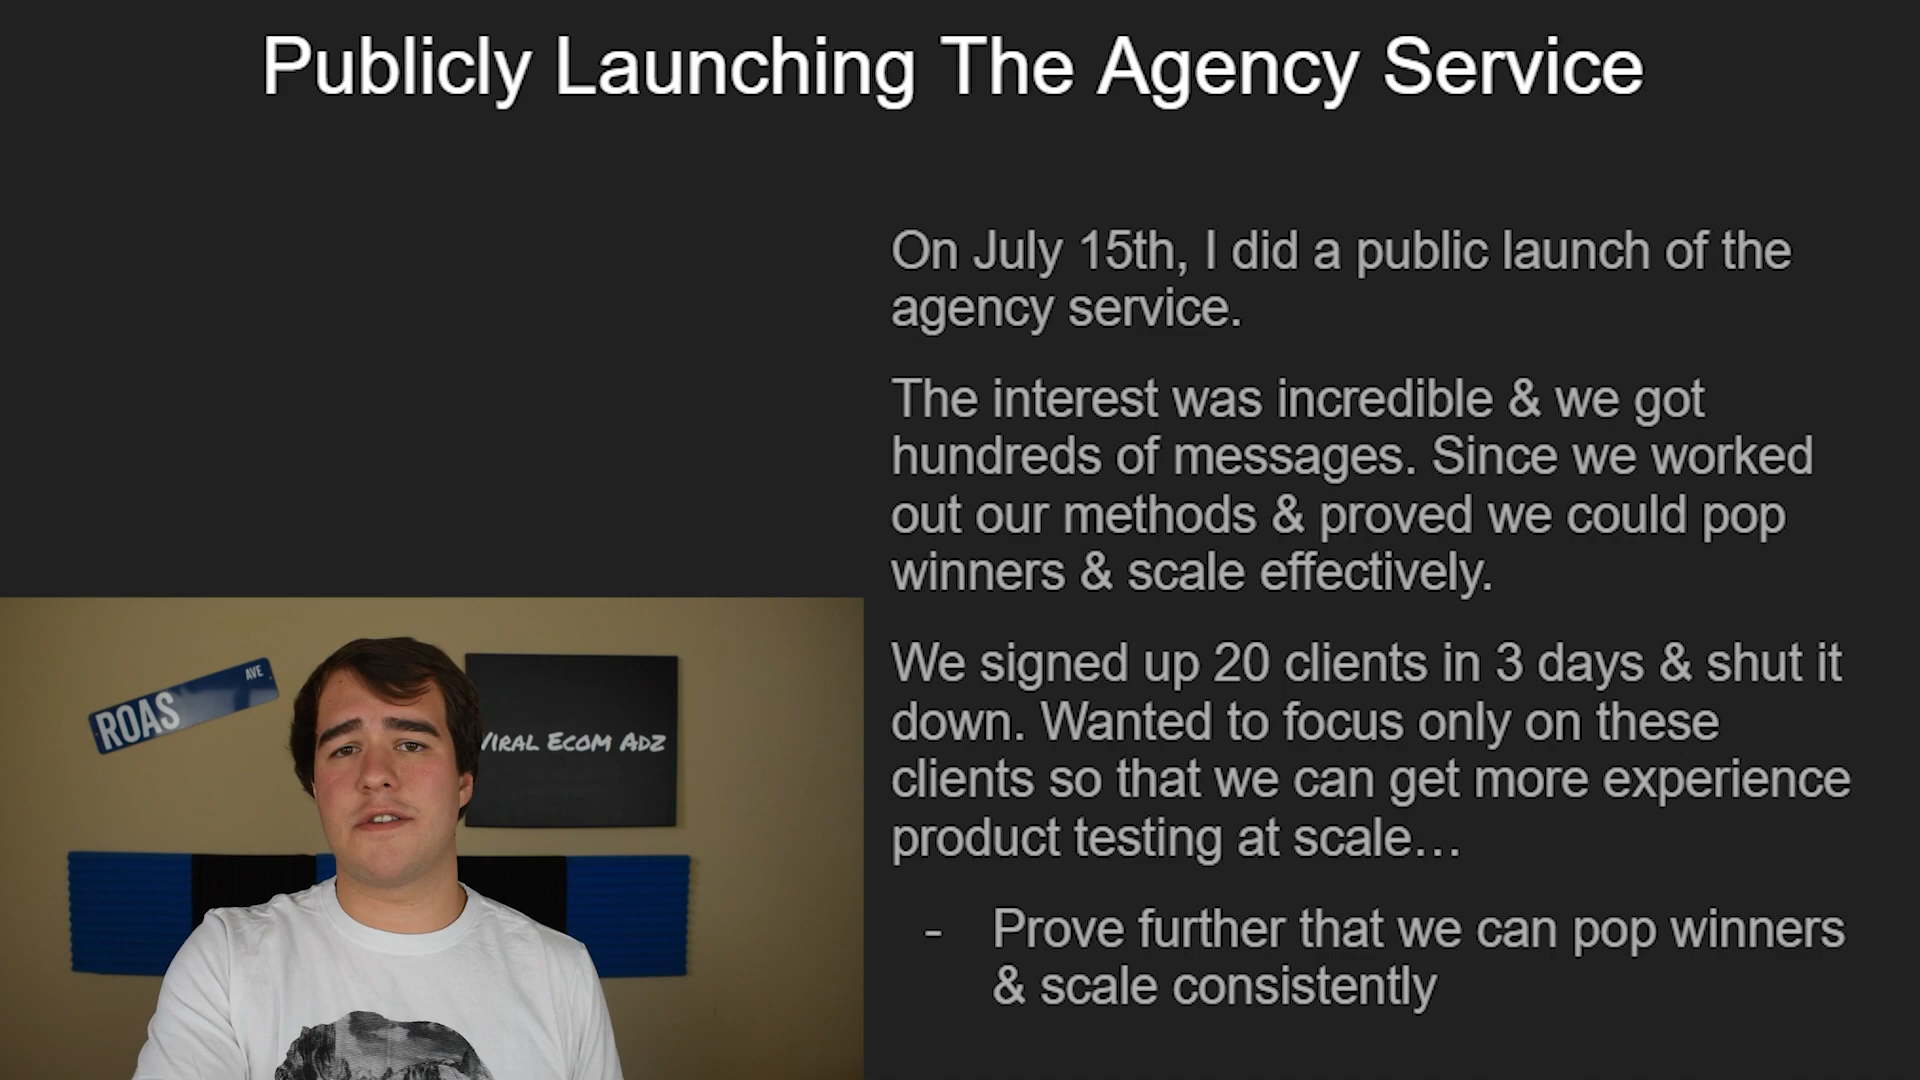 Publicly Launching The Agency Service
On July 15th, I did a public launch of the
agency service.
The interest was incredible & we got
hundreds of messages. Since we worked
out our methods & proved we could pop
winners & scale effectively.
We signed up 20 clients in 3 days & shut it
down. Wanted to focus only on these
clients so that we can get more experience
product testing at scale…
- Prove further that we can pop winners
& scale consistently
ROAS AVE
Viral Ecom Adz